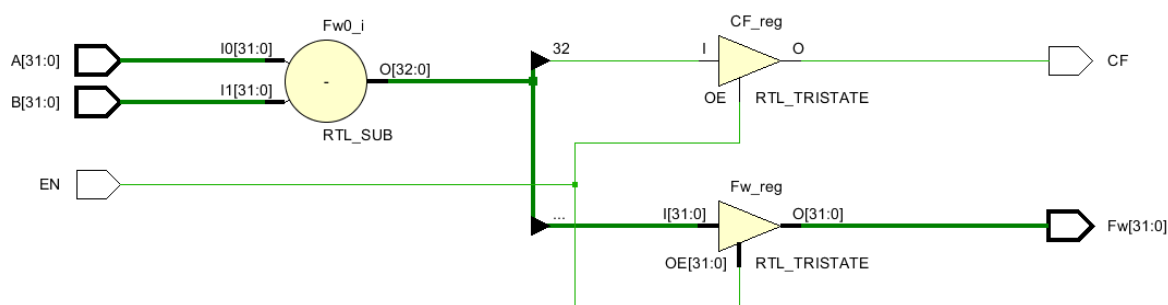 Fw0_i
CF_reg
A[31:0]
I0[31:0]
32
I
O
CF
-
O[32:0]
B[31:0]
I1[31:0]
OE
RTL_TRISTATE
RTL_SUB
EN
Fw_reg
...
I[31:0]
O[31:0]
Fw[31:0]
OE[31:0]
RTL_TRISTATE